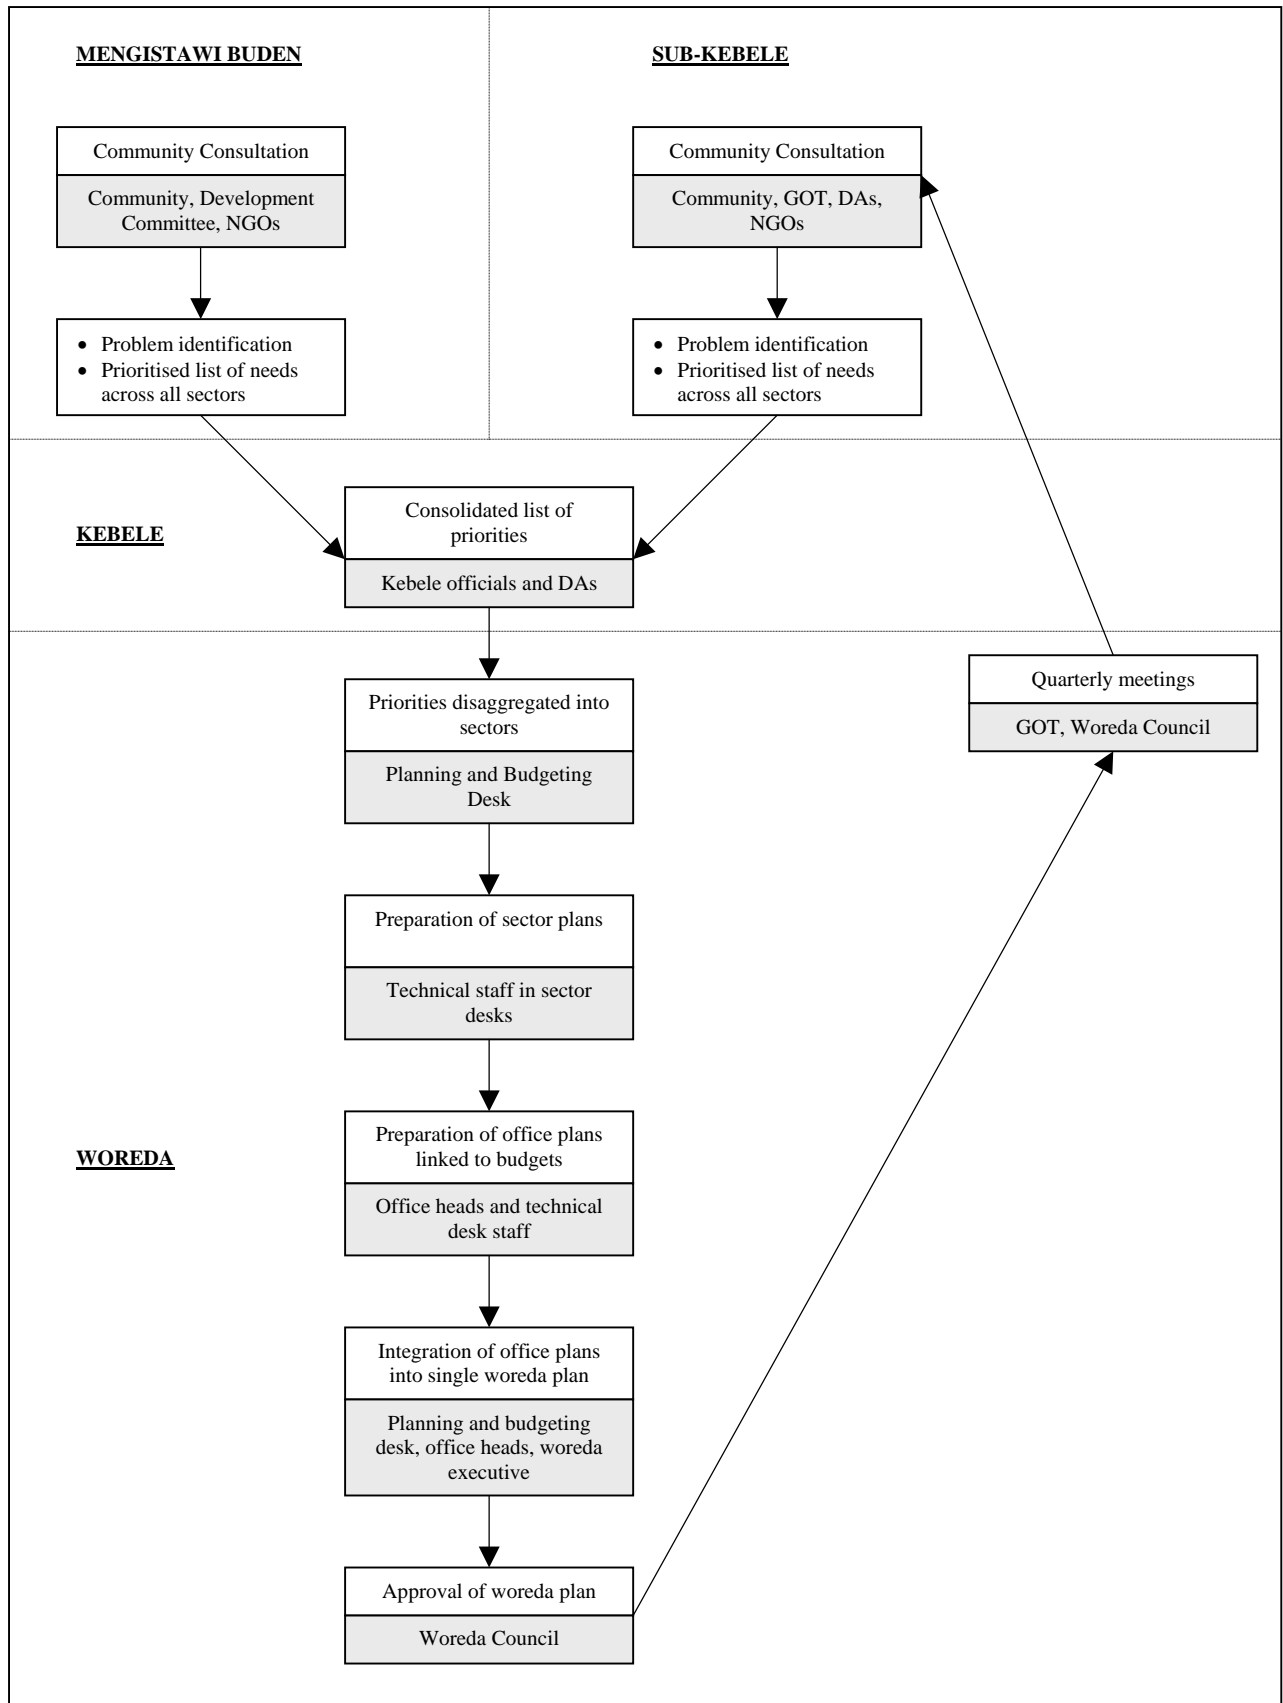 MENGISTAWI BUDEN
SUB-KEBELE
Community Consultation
Community, Development
Committee, NGOs
Community Consultation
Community, GOT, DAs,
NGOs
• Problem identification
• Prioritised list of needs
across all sectors
• Problem identification
• Prioritised list of needs
across all sectors
KEBELE
Consolidated list of
priorities
Kebele officials and DAs
Priorities disaggregated into
sectors
Planning and Budgeting
Desk
Quarterly meetings
GOT, Woreda Council
Preparation of sector plans
Technical staff in sector
desks
WOREDA
Preparation of office plans
linked to budgets
Office heads and technical
desk staff
Integration of office plans
into single woreda plan
Planning and budgeting
desk, office heads, woreda
executive
Approval of woreda plan
Woreda Council